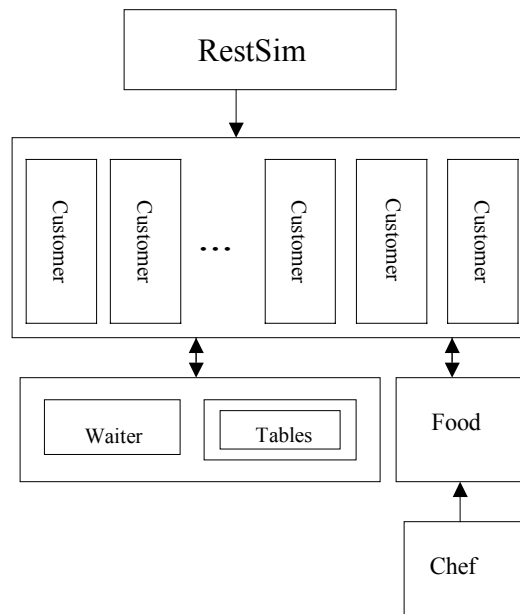 RestSim
Customer
Customer
...
Customer
Customer
Customer
Waiter
Tables
Food
Chef